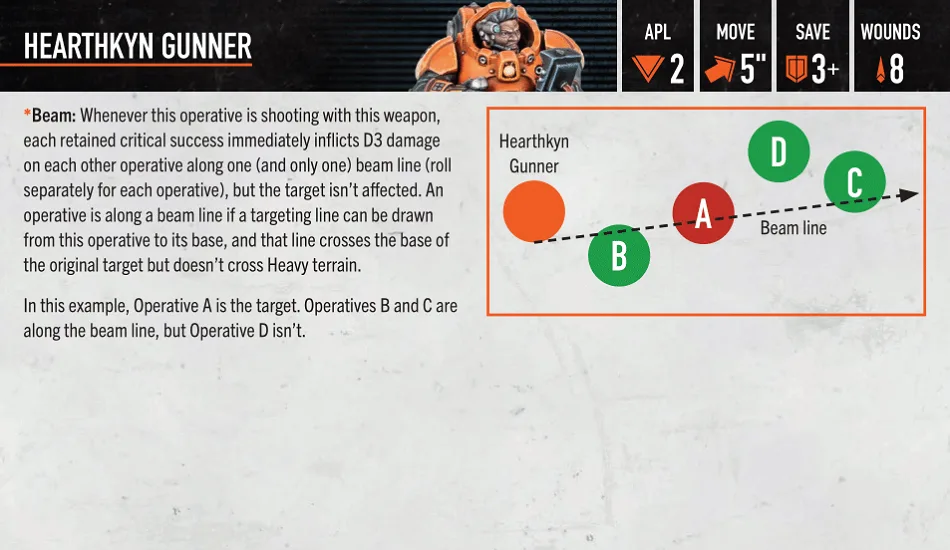 HEARTHKYN GUNNER
APL
2
MOVE
5"
SAVE
3+
WOUNDS
8
*Beam: Whenever this operative is shooting with this weapon,
each retained critical success immediately inflicts D3 damage
on each other operative along one (and only one) beam line (roll
separately for each operative), but the target isn't affected. An
operative is along a beam line if a targeting line can be drawn
from this operative to its base, and that line crosses the base of
the original target but doesn't cross Heavy terrain.
In this example, Operative A is the target. Operatives B and C are
along the beam line, but Operative D isn't.
Hearthkyn
Gunner
B
A
D
C
Beam line